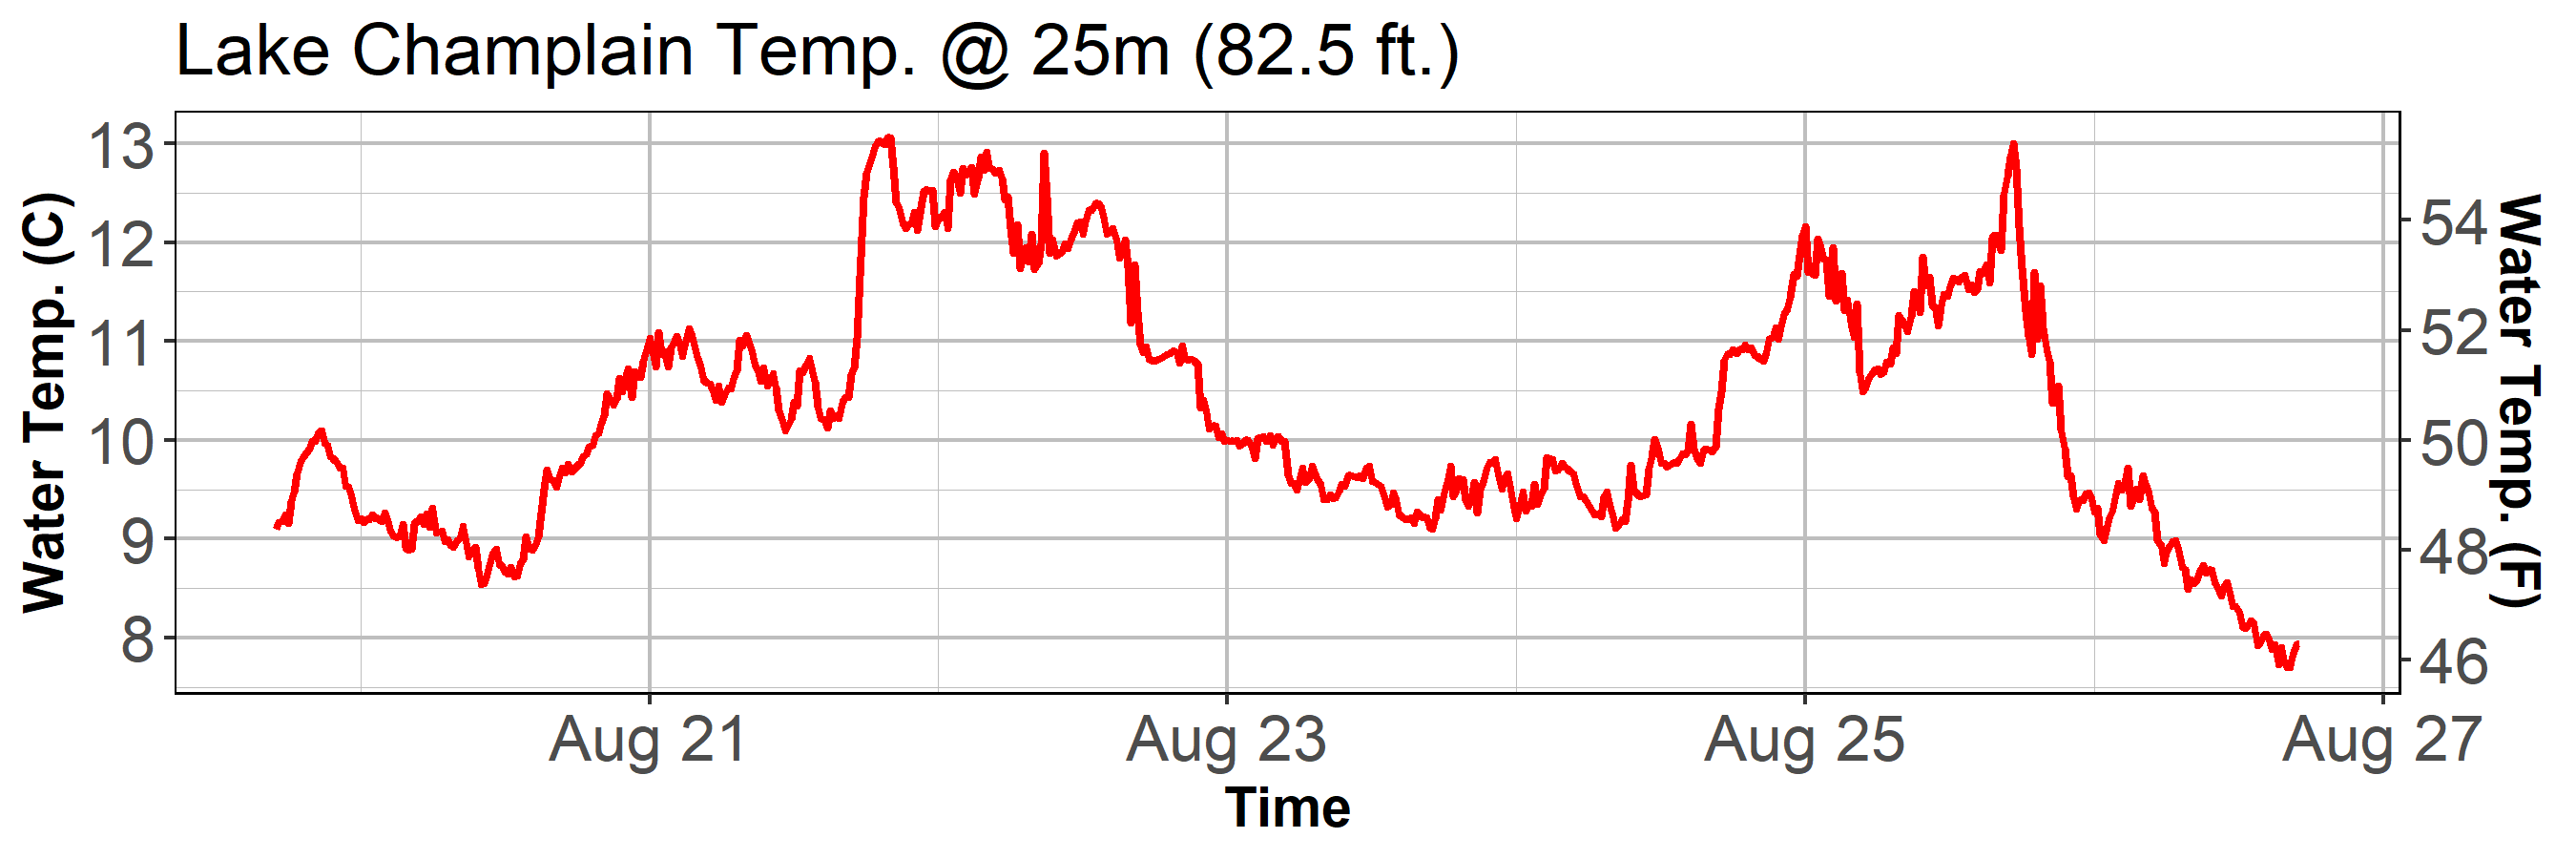 Lake Champlain Temp. @ 25m (82.5 ft.)
Water Temp. (C)
13
12
11
10
9
8
54
52
50
48
46
Water Temp. (F)
Aug 21
Aug 23
Aug 25
Aug 27
Time